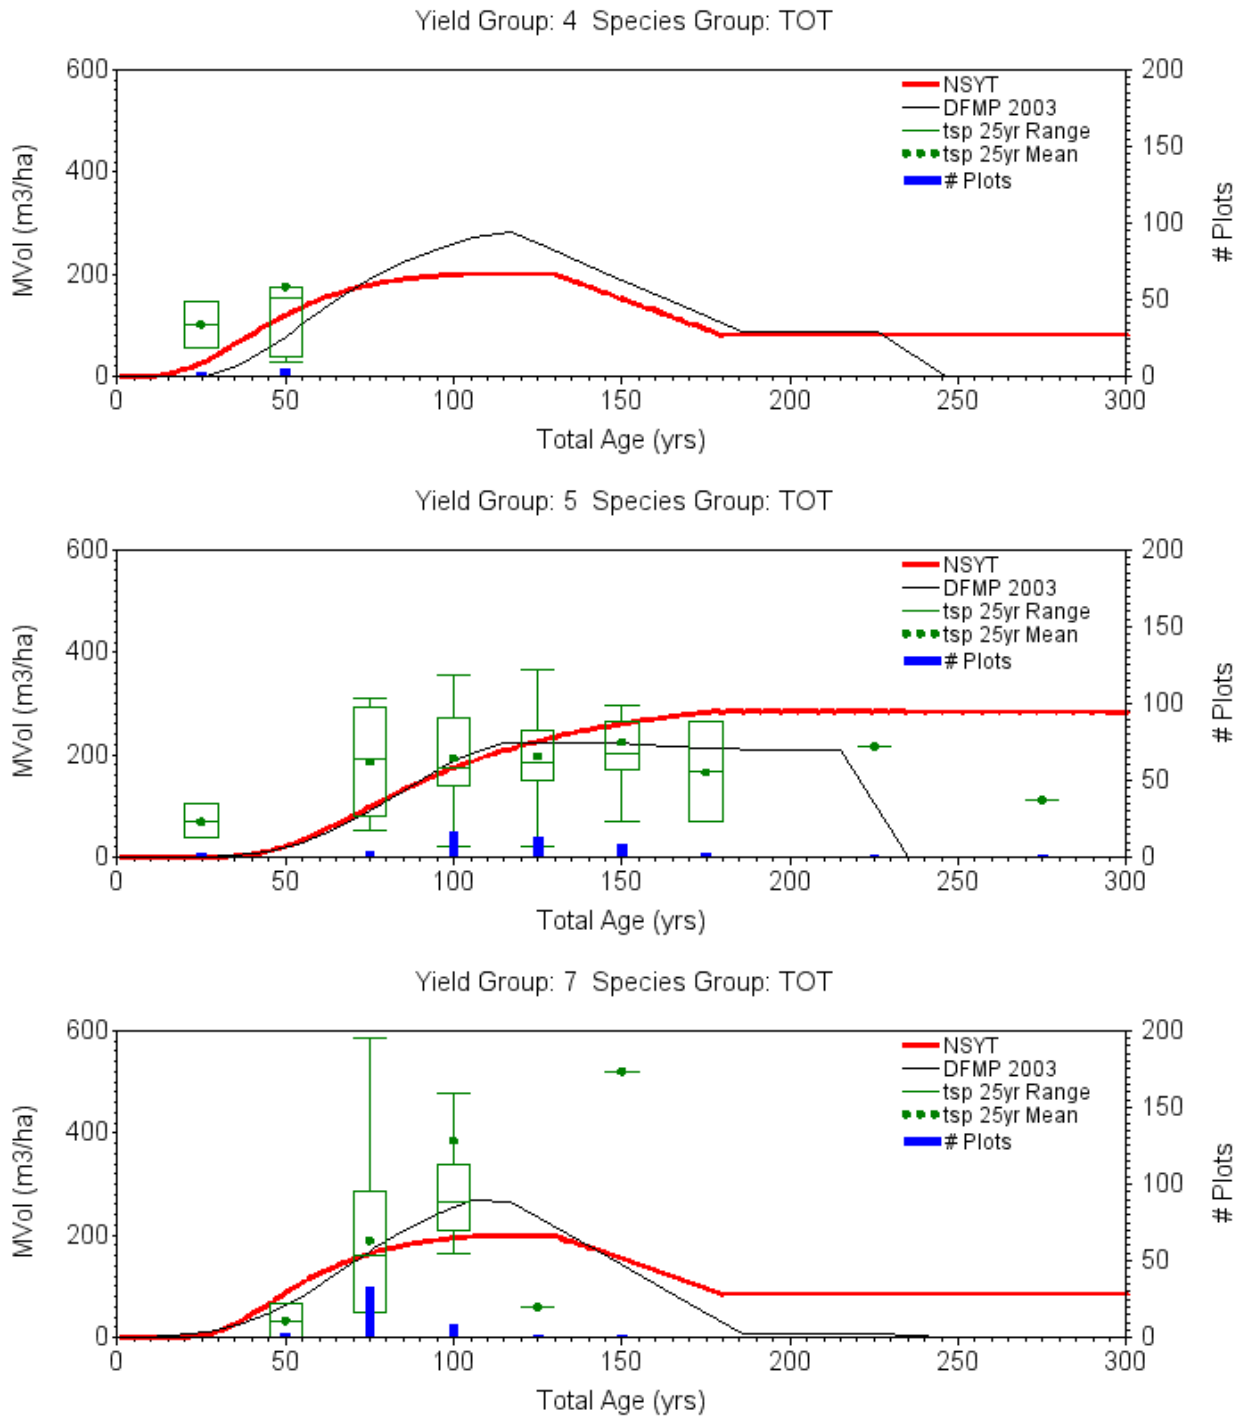 Yield Group: 4 Species Group: TOT
600
400
200
0
MVol (m3/ha)
NSYT
DFMP 2003
tsp 25yr Range
tsp 25yr Mean
# Plots
200
150
100
50
0
# Plots
0 50 100 150 200 250 300
Total Age (yrs)
Yield Group: 5 Species Group: TOT
600
400
200
0
MVol (m3/ha)
NSYT
DFMP 2003
tsp 25yr Range
tsp 25yr Mean
# Plots
200
150
100
50
0
# Plots
0 50 100 150 200 250 300
Total Age (yrs)
Yield Group: 7 Species Group: TOT
600
400
200
0
MVol (m3/ha)
NSYT
DFMP 2003
tsp 25yr Range
tsp 25yr Mean
# Plots
200
150
100
50
0
# Plots
0 50 100 150 200 250 300
Total Age (yrs)